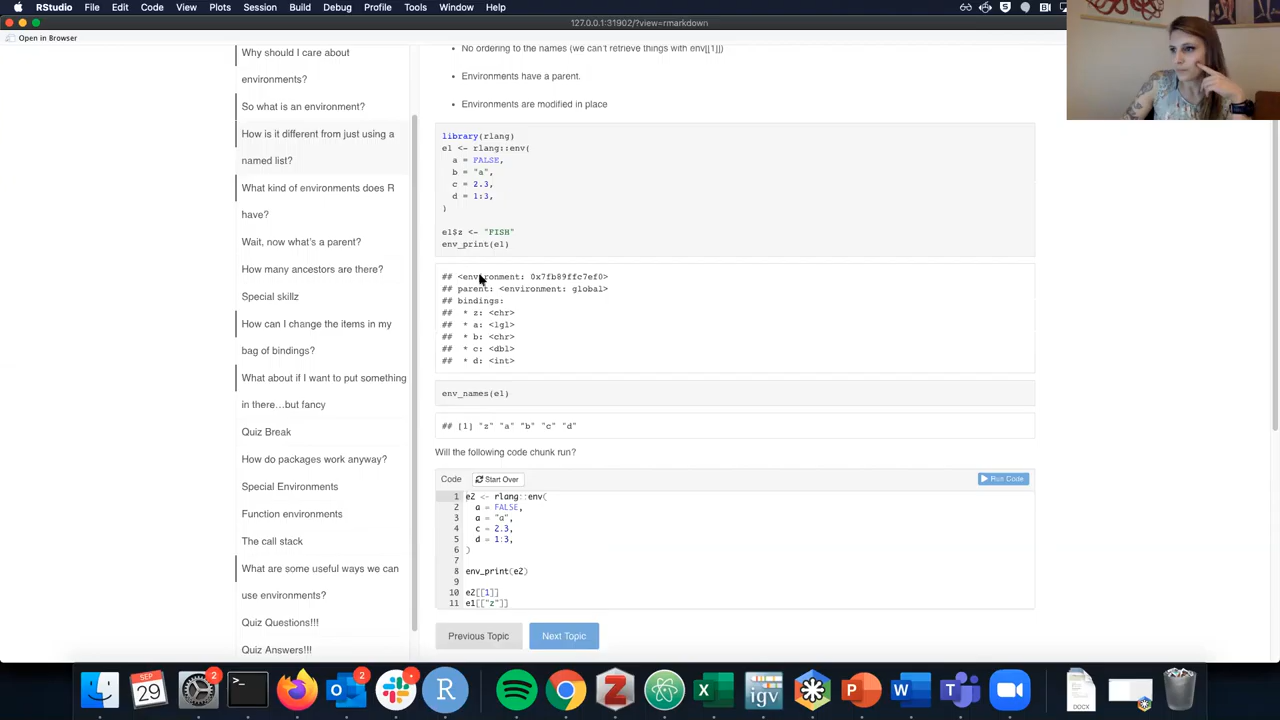 RStudio File Edit Code View Plots Session Build Debug Profile Tools Window Help
127.0.0.1:31902/?view=rmarkdown
Open in Browser
Why should I care about
environments?
So what is an environment?
How is it different from just using a
named list?
What kind of environments does R
have?
Wait, now what's a parent?
How many ancestors are there?
Special skillz
How can I change the items in my
bag of bindings?
What about if I want to put something
in there…but fancy
Quiz Break
How do packages work anyway?
Special Environments
Function environments
The call stack
What are some useful ways we can
use environments?
Quiz Questions!!!
Quiz Answers!!!
No ordering to the names (we can't retrieve things with env[[1]])
Environments have a parent.
Environments are modified in place
library(rlang)
e1 <- rlang::env(
a = FALSE,
b = "a",
c = 2.3,
d = 1:3,
)
e1$z <- "FISH"
env_print(e1)
## <environment: 0x7fb89ffc7ef0>
## parent: <environment: global>
## bindings:
## * z: <chr>
## * a: <lgl>
## * b: <chr>
## * c: <dbl>
## * d: <int>
env_names(e1)
## [1] "z" "a" "b" "c" "d"
Will the following code chunk run?
Code Start Over Run Code
1 e2 <- rlang::env(
2 a = FALSE,
3 a = "a",
4 c = 2.3,
5 d = 1:3,
6 )
7
8 env_print(e2)
9
10 e2[[1]]
11 e1[["z"]]
Previous Topic Next Topic
SEP
29
2
>_
2
R
X
igv
P
W
T
DOCX